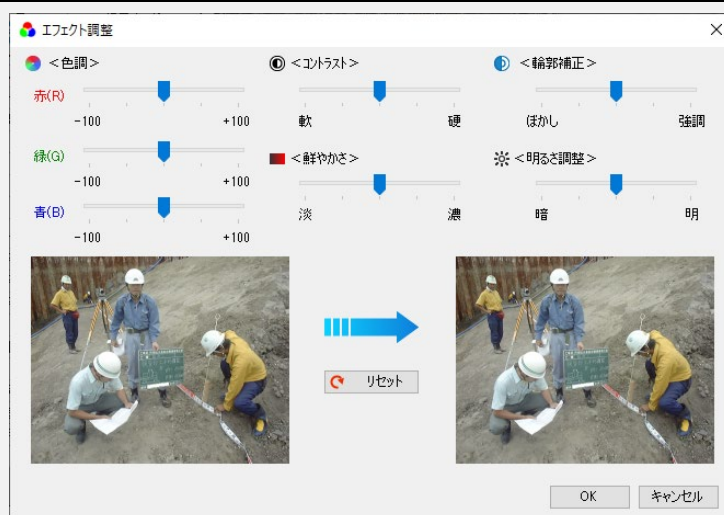 エフェクト調整
<色調>
赤(R)
-100 +100
緑(G)
-100 +100
青(B)
-100 +100
<コントラスト>
軟 硬
<鮮やかさ>
淡 濃
<輪郭補正>
ぼかし 強調
<明るさ調整>
暗 明
リセット
OK キャンセル